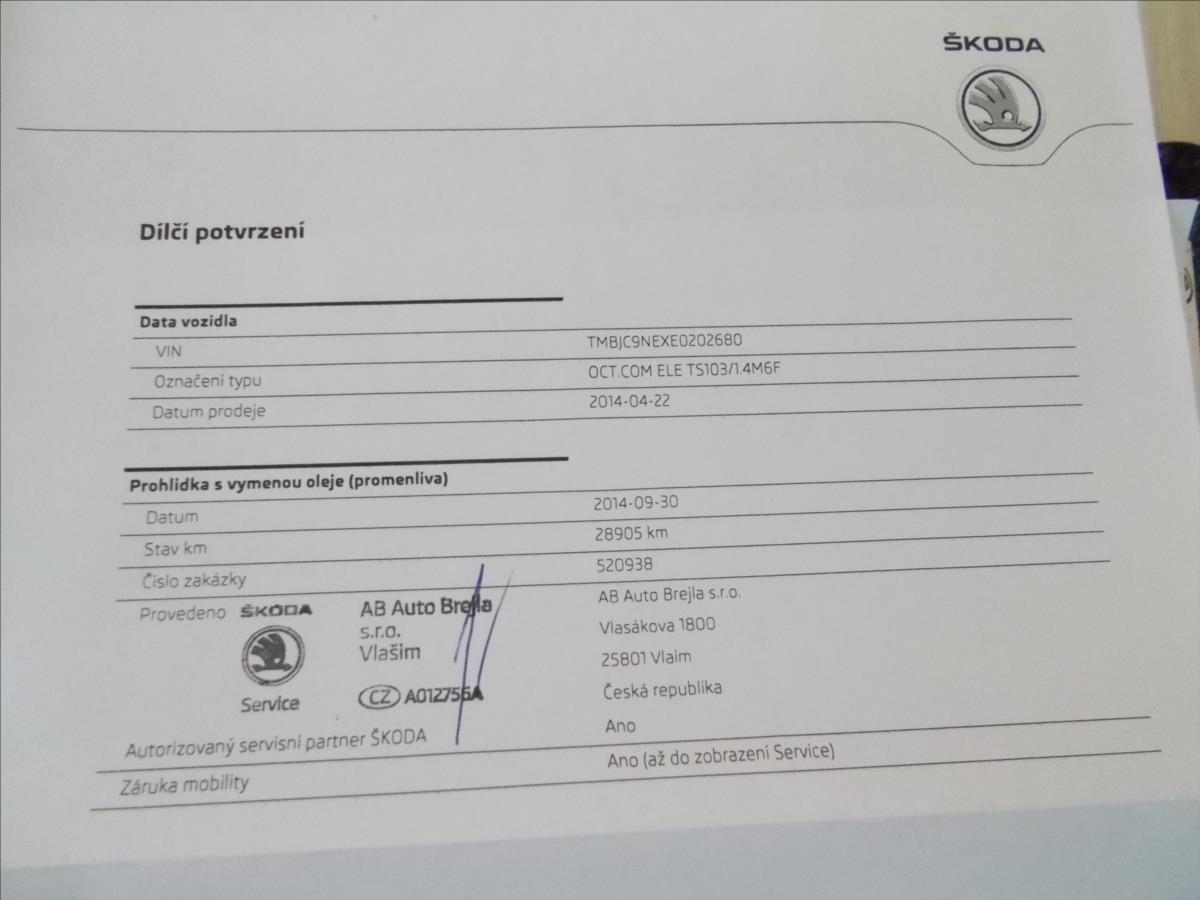 ŠKODA
Dílčí potvrzení
Data vozidla
VIN TMBJC9NEXE0202680
Označení typu OCT.COM ELE TS103/1.4M6F
Datum prodeje 2014-04-22
Prohlidka s vymenou oleje (promenliva)
Datum 2014-09-30
Stav km 28905 km
Číslo zakázky 520938
Provedeno AB Auto Brejla s.r.o.
Vlasákova 1800
25801 Vlaim
Česká republika
ŠKODA
Service
AB Auto Brejla
s.r.o.
Vlašim
CZ A012756A
Autorizovaný servisní partner ŠKODA Ano
Záruka mobility Ano (až do zobrazení Service)